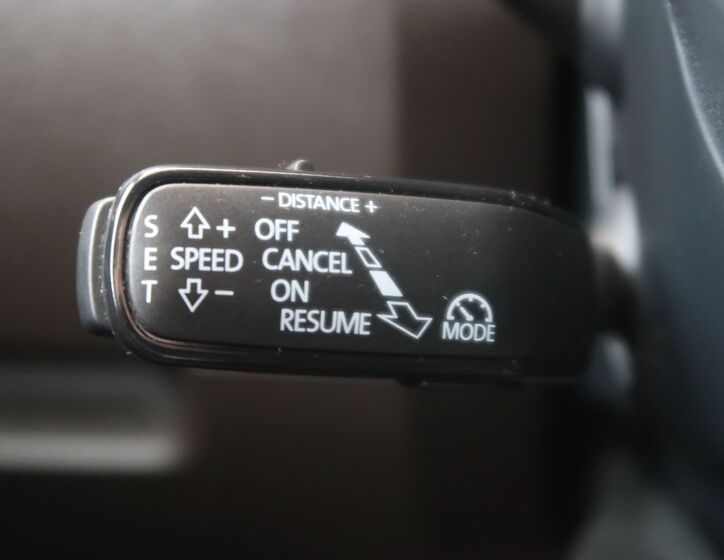 - DISTANCE +
S + OFF
E SPEED CANCEL
T - ON
RESUME
MODE